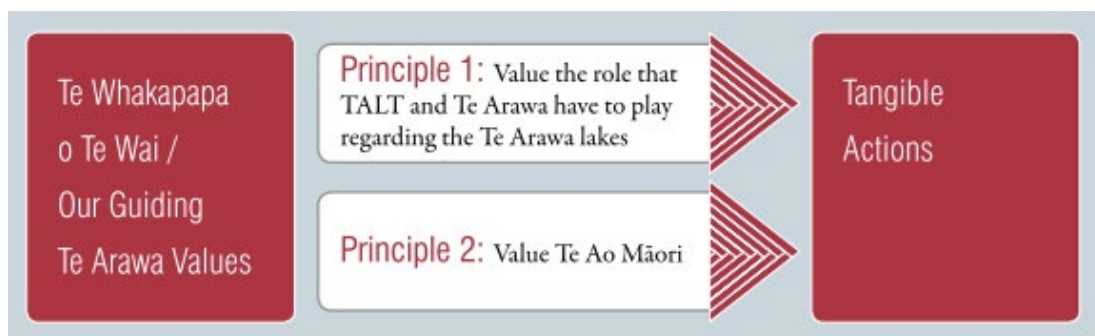 Te Whakapapa
o Te Wai /
Our Guiding
Te Arawa Values
Principle 1: Value the role that
TALT and Te Arawa have to play
regarding the Te Arawa lakes
Principle 2: Value Te Ao Māori
Tangible
Actions